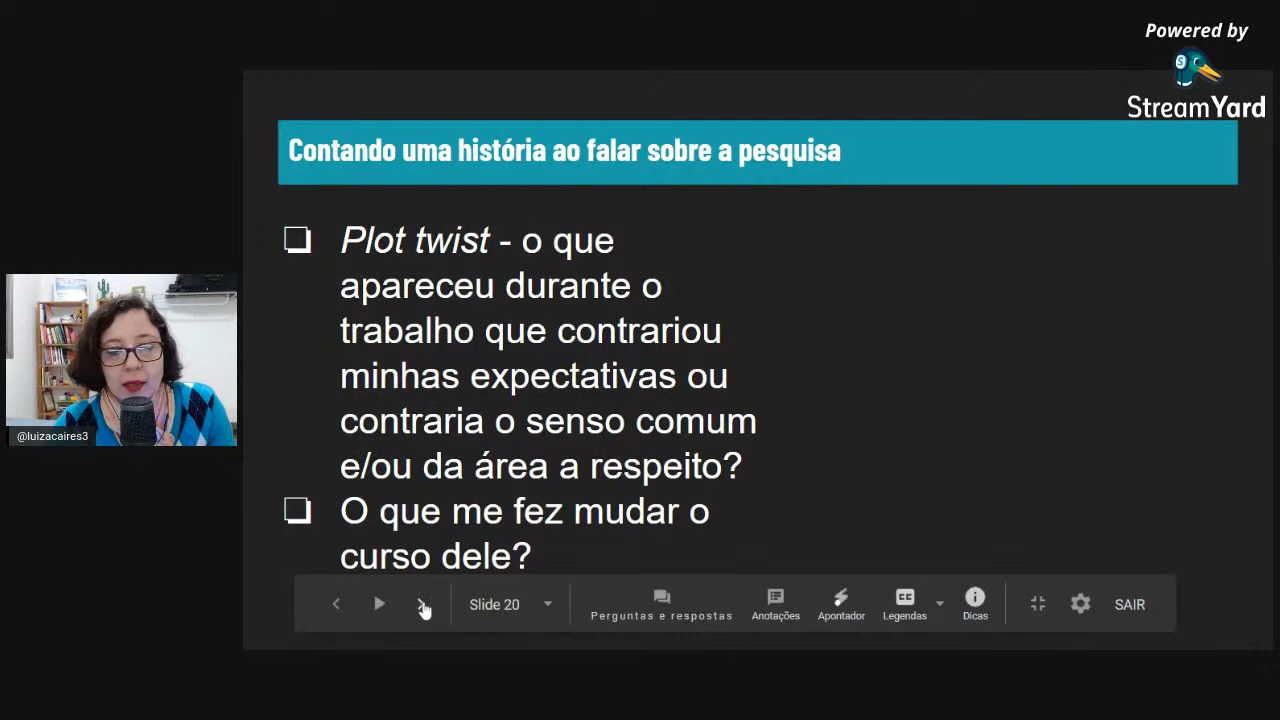 Powered by
StreamYard
Contando uma história ao falar sobre a pesquisa
Plot twist - o que
apareceu durante o
trabalho que contrariou
minhas expectativas ou
contraria o senso comum
e/ou da área a respeito?
O que me fez mudar o
curso dele?
@luizacaires3
Slide 20
Perguntas e respostas
Anotações
Apontador
CC
Legendas
Dicas
SAIR